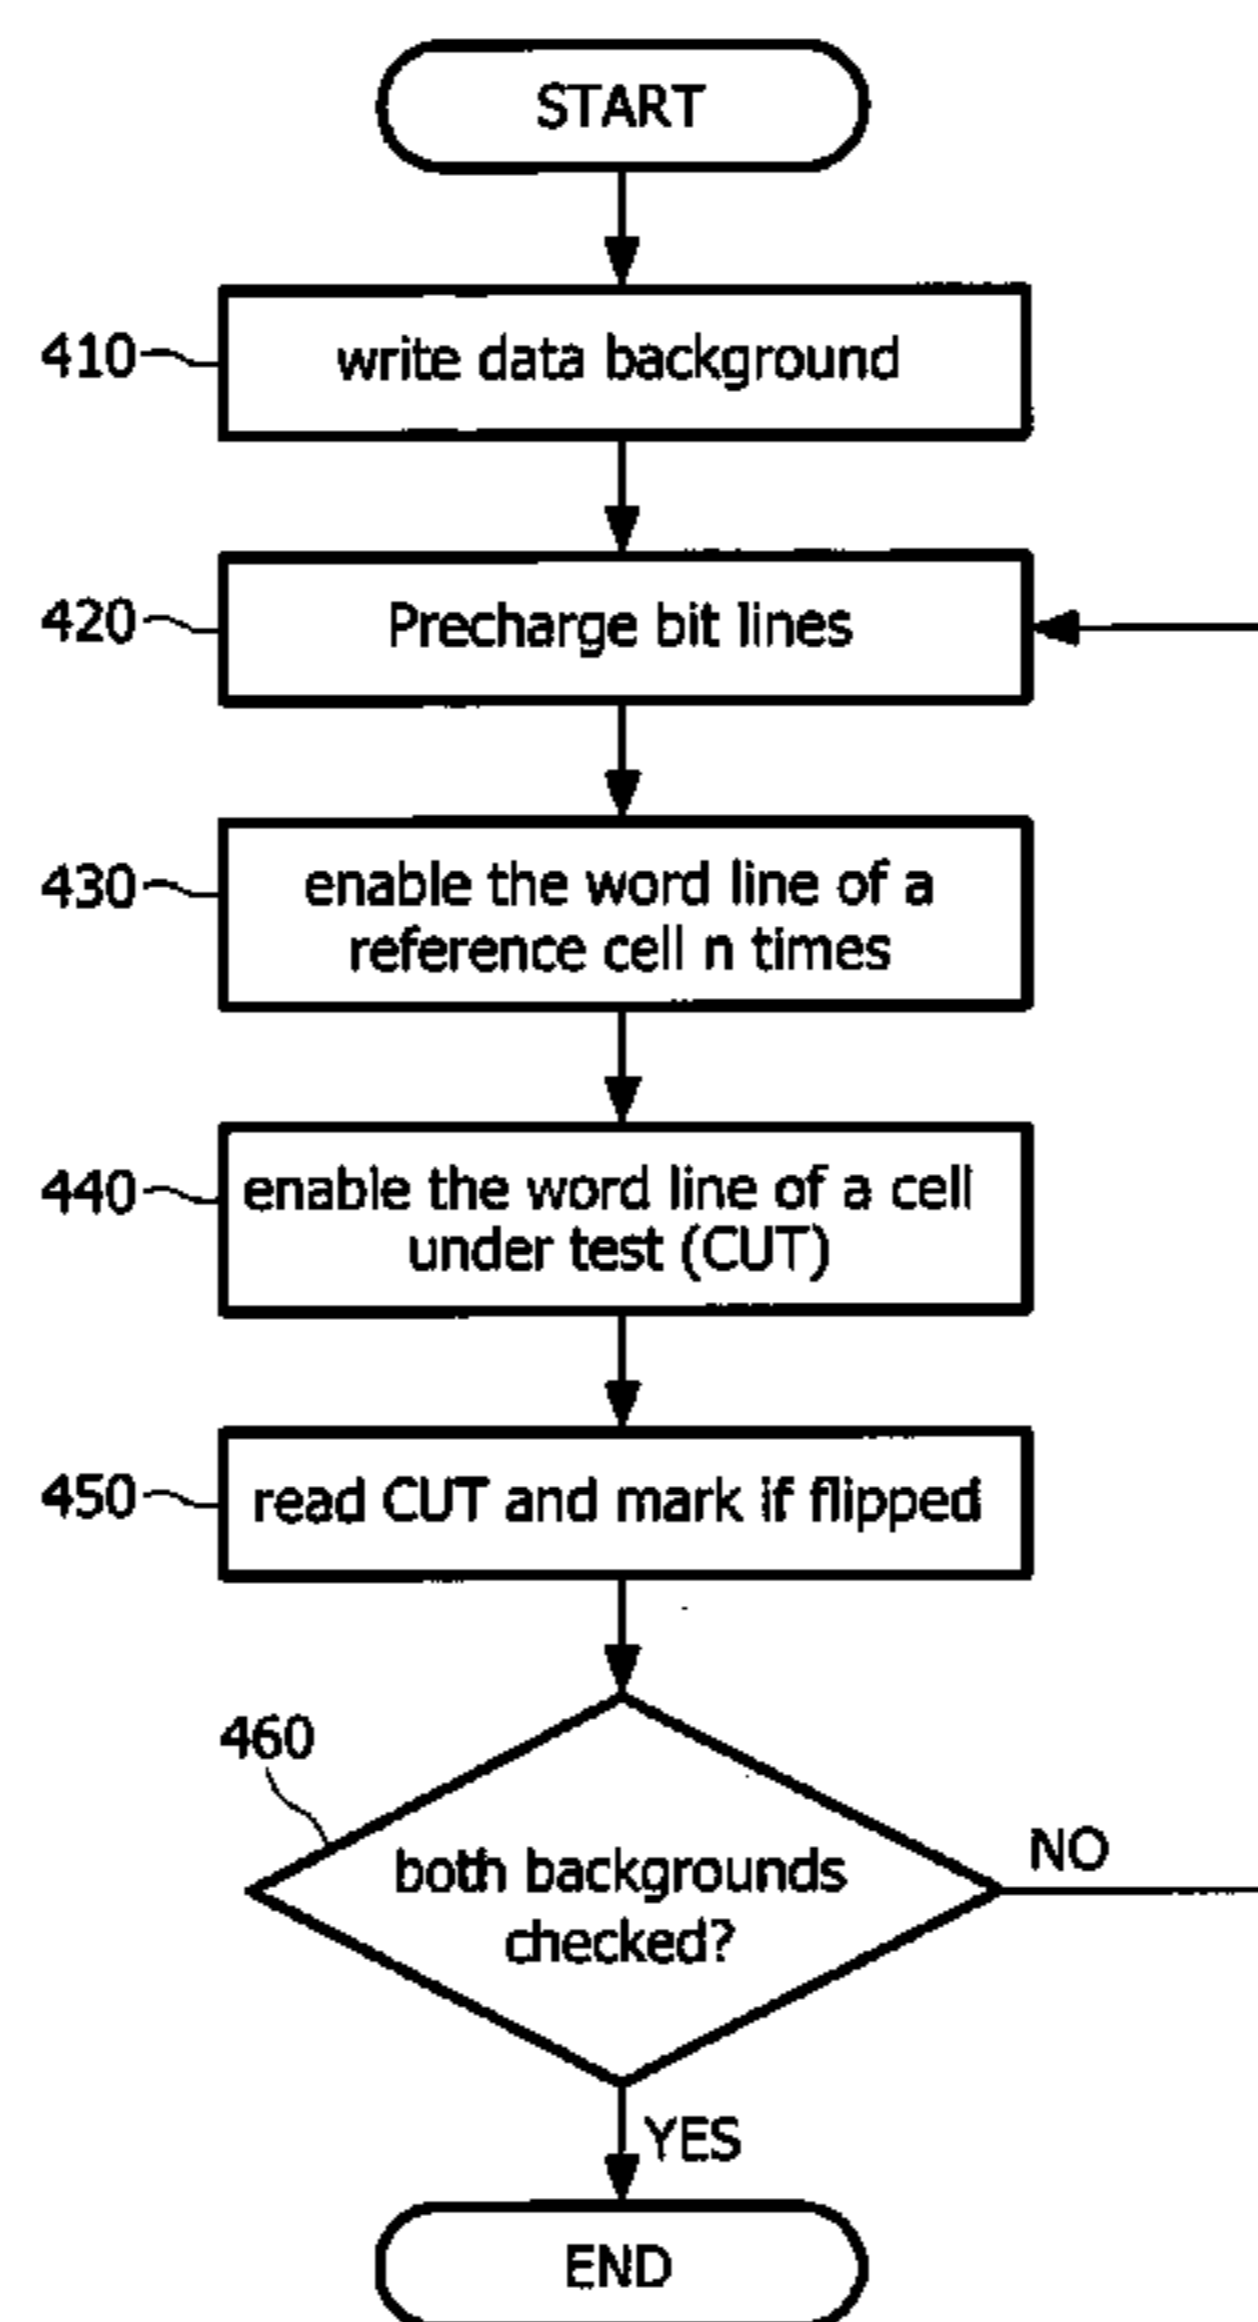 START
410
write data background
420
Precharge bit lines
430
enable the word line of a
reference cell n times
440
enable the word line of a cell
under test (CUT)
450
read CUT and mark if flipped
460
both backgrounds
checked?
NO
YES
END